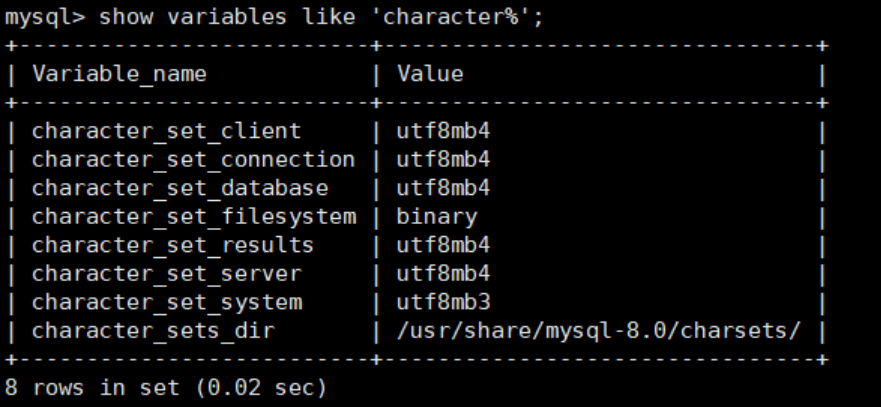 mysql> show variables like 'character%';
+--------------------------+--------------------------------+
| Variable_name            | Value                          |
+--------------------------+--------------------------------+
| character_set_client     | utf8mb4                        |
| character_set_connection | utf8mb4                        |
| character_set_database   | utf8mb4                        |
| character_set_filesystem | binary                         |
| character_set_results    | utf8mb4                        |
| character_set_server     | utf8mb4                        |
| character_set_system     | utf8mb3                        |
| character_sets_dir       | /usr/share/mysql-8.0/charsets/ |
+--------------------------+--------------------------------+
8 rows in set (0.02 sec)